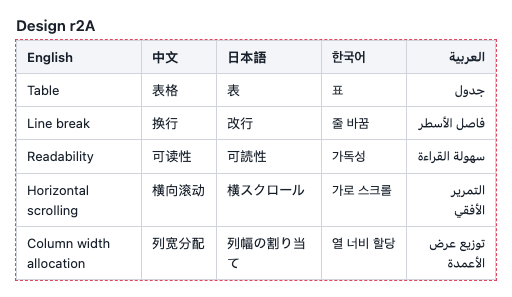 Design r2A
English 中文 日本語 한국어 العربية
Table 表格 表 표 جدول
Line break 换行 改行 줄 바꿈 فاصل الأسطر
Readability 可读性 可読性 가독성 سهولة القراءة
Horizontal 横向滚动 横スクロール 가로 스크롤 التمرير
scrolling الأفقي
Column width 列宽分配 列幅の割り当 열 너비 할당 توزيع عرض
allocation て الأعمدة